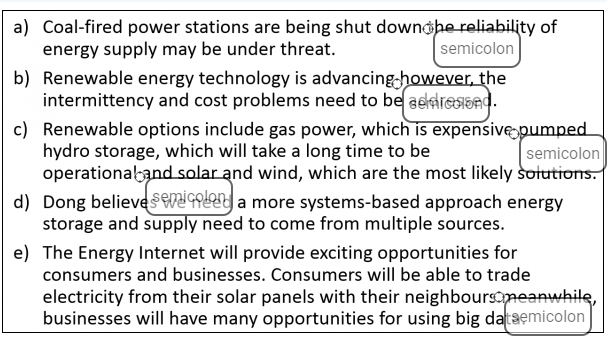 a) Coal-fired power stations are being shut down the reliability of
energy supply may be under threat.
semicolon
b) Renewable energy technology is advancing however, the
intermittency and cost problems need to be addressed.
semicolon
c) Renewable options include gas power, which is expensive pumped
hydro storage, which will take a long time to be
semicolon
operational and solar and wind, which are the most likely solutions.
semicolon
d) Dong believes we need a more systems-based approach energy
storage and supply need to come from multiple sources.
e) The Energy Internet will provide exciting opportunities for
consumers and businesses. Consumers will be able to trade
electricity from their solar panels with their neighbours meanwhile,
businesses will have many opportunities for using big data.
semicolon